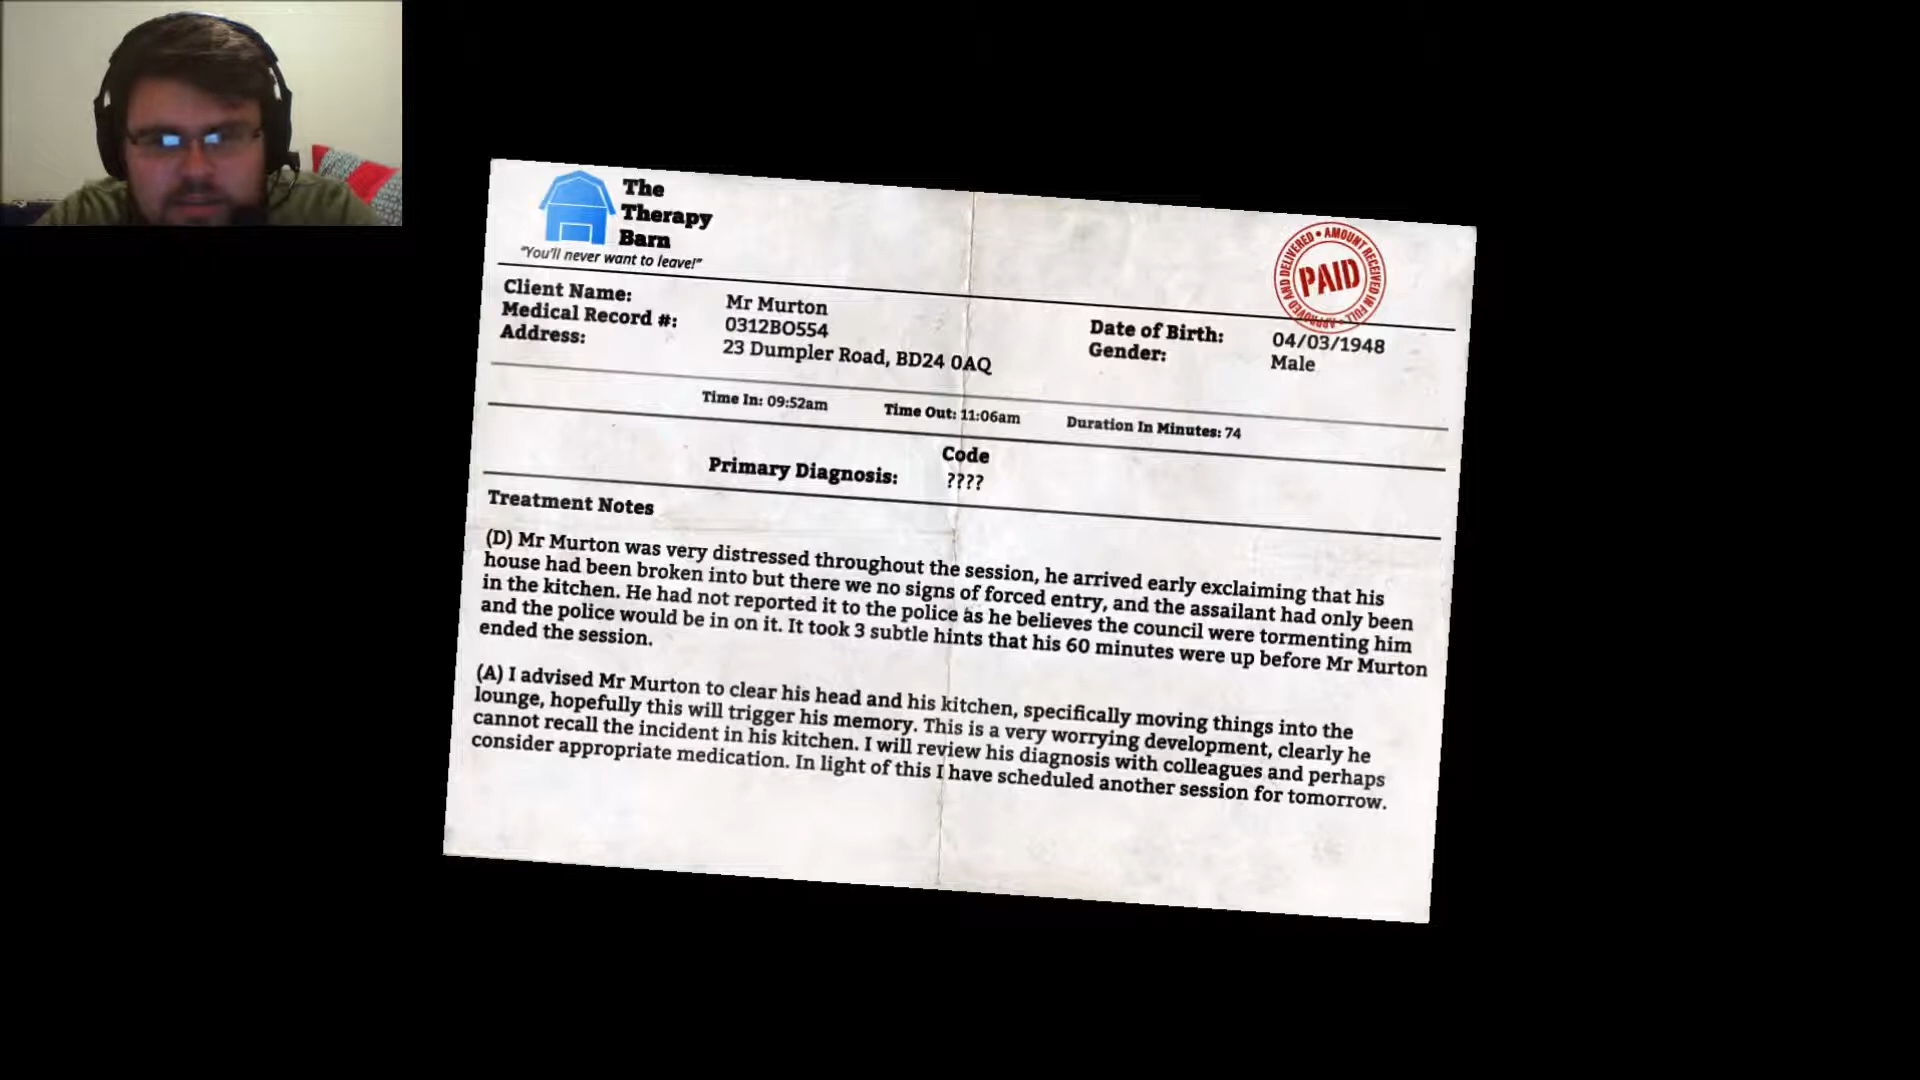 The
Therapy
Barn
"You'll never want to leave!"
APPROVED AND DELIVERED • AMOUNT RECEIVED IN FULL •
PAID
Client Name: Mr Murton
Medical Record #: 0312BO554
Address: 23 Dumpler Road, BD24 0AQ
Date of Birth: 04/03/1948
Gender: Male
Time In: 09:52am Time Out: 11:06am Duration In Minutes: 74
Code
Primary Diagnosis: ????
Treatment Notes
(D) Mr Murton was very distressed throughout the session, he arrived early exclaiming that his
house had been broken into but there we no signs of forced entry, and the assailant had only been
in the kitchen. He had not reported it to the police as he believes the council were tormenting him
and the police would be in on it. It took 3 subtle hints that his 60 minutes were up before Mr Murton
ended the session.
(A) I advised Mr Murton to clear his head and his kitchen, specifically moving things into the
lounge, hopefully this will trigger his memory. This is a very worrying development, clearly he
cannot recall the incident in his kitchen. I will review his diagnosis with colleagues and perhaps
consider appropriate medication. In light of this I have scheduled another session for tomorrow.